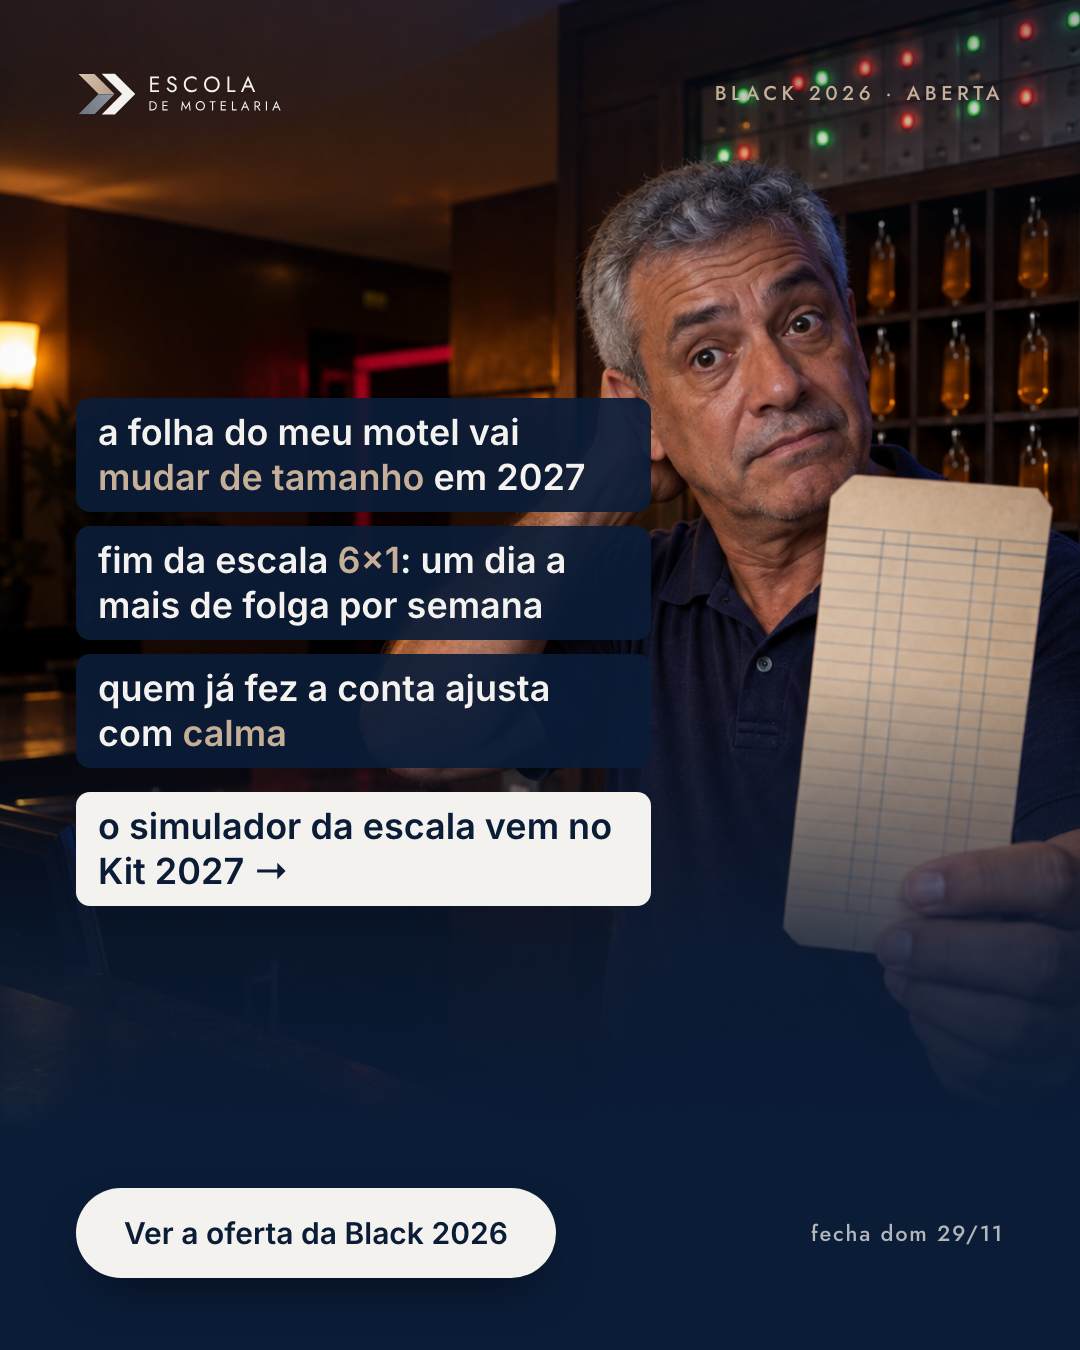 ESCOLA
DE MOTELARIA
BLACK 2026 · ABERTA
a folha do meu motel vai
mudar de tamanho em 2027
fim da escala 6×1: um dia a
mais de folga por semana
quem já fez a conta ajusta
com calma
o simulador da escala vem no
Kit 2027 →
Ver a oferta da Black 2026
fecha dom 29/11